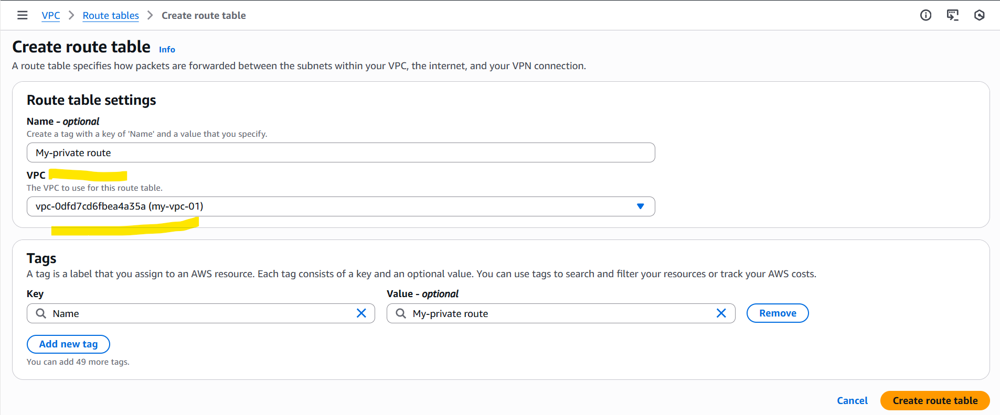 VPC > Route tables > Create route table
Create route table Info
A route table specifies how packets are forwarded between the subnets within your VPC, the internet, and your VPN connection.
Route table settings
Name - optional
Create a tag with a key of 'Name' and a value that you specify.
My-private route
VPC
The VPC to use for this route table.
vpc-0dfd7cd6fbea4a35a (my-vpc-01)
Tags
A tag is a label that you assign to an AWS resource. Each tag consists of a key and an optional value. You can use tags to search and filter your resources or track your AWS costs.
Key Value - optional
Name My-private route Remove
Add new tag
You can add 49 more tags.
Cancel Create route table